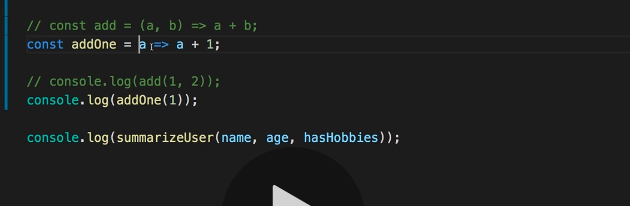 // const add = (a, b) => a + b;
const addOne = a => a + 1;
// console.log(add(1, 2));
console.log(addOne(1));
console.log(summarizeUser(name, age, hasHobbies));